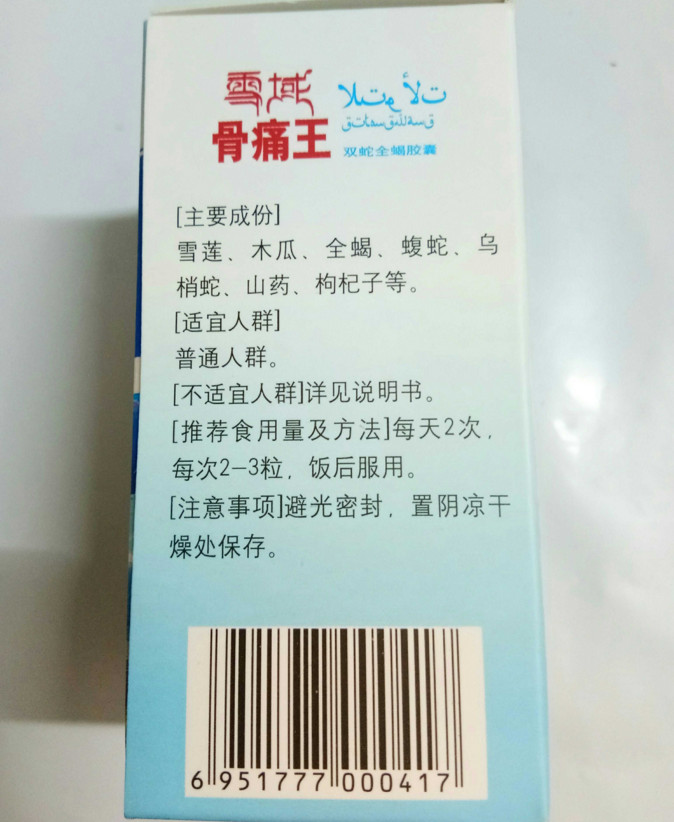 雪域
骨痛王
双蛇全蝎胶囊
[主要成份]
雪莲、木瓜、全蝎、蝮蛇、乌
梢蛇、山药、枸杞子等。
[适宜人群]
普通人群。
[不适宜人群]详见说明书。
[推荐食用量及方法]每天2次，
每次2-3粒，饭后服用。
[注意事项]避光密封，置阴凉干
燥处保存。
6 951777 000417